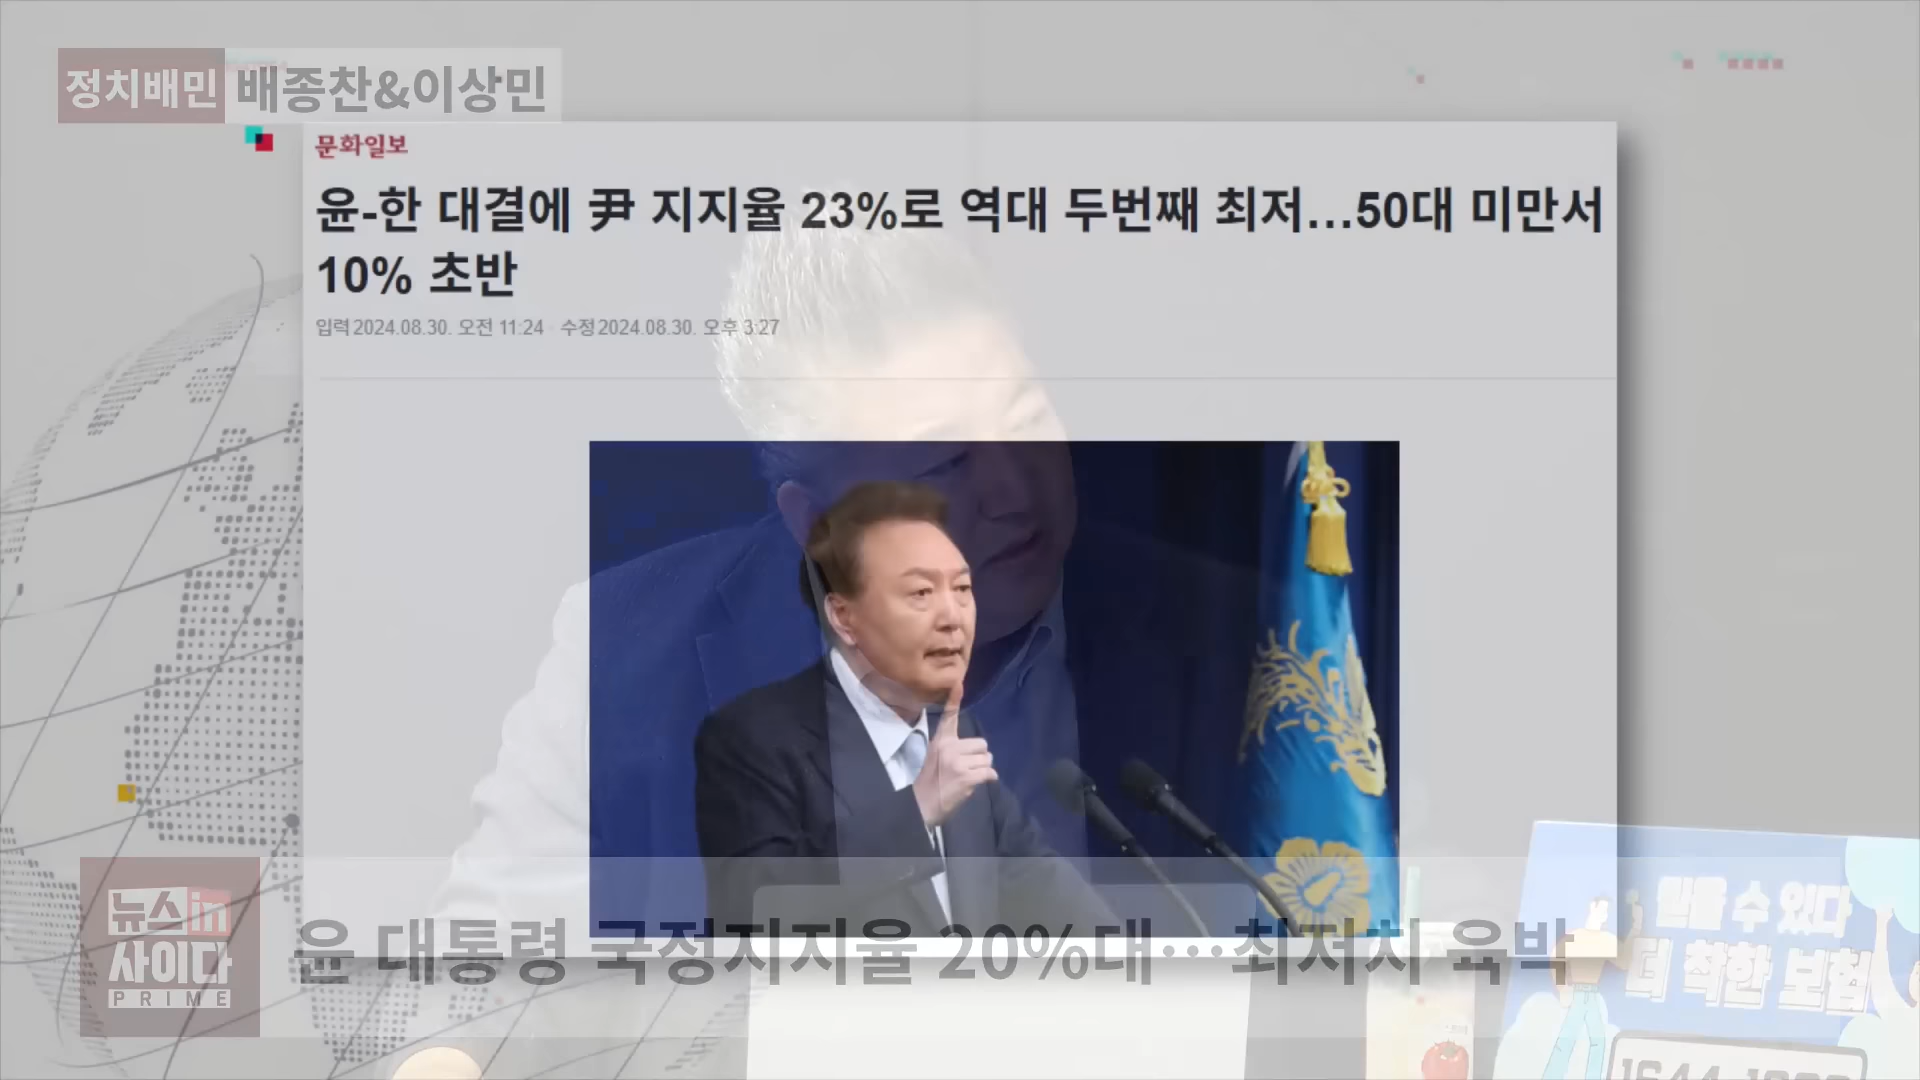 정치배민 배종찬&이상민
문화일보
윤-한 대결에 尹 지지율 23%로 역대 두번째 최저…50대 미만서
10% 초반
입력 2024.08.30. 오전 11:24 · 수정 2024.08.30. 오후 3:27
뉴스in
사이다
PRIME
윤 대통령 국정지지율 20%대…최저치 육박
믿을 수 있다
더 착한 보험